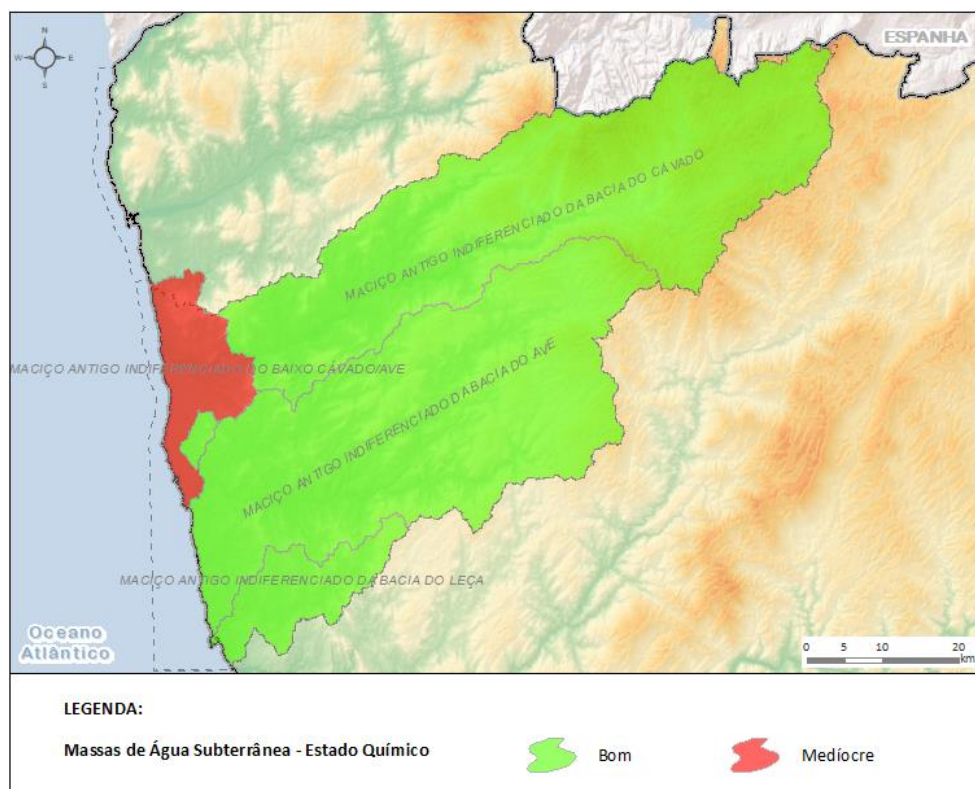 N
W
E
S
ESPANHA
MACIÇO ANTIGO INDIFERENCIADO DA BACIA DO CÁVADO
MACIÇO ANTIGO INDIFERENCIADO DO BAIXO CÁVADO/AVE
MACIÇO ANTIGO INDIFERENCIADO DA BACIA DO AVE
MACIÇO ANTIGO INDIFERENCIADO DA BACIA DO LEÇA
Oceano
Atlântico
0 5 10 20
km
LEGENDA:
Massas de Água Subterrânea - Estado Químico
Bom
Medíocre